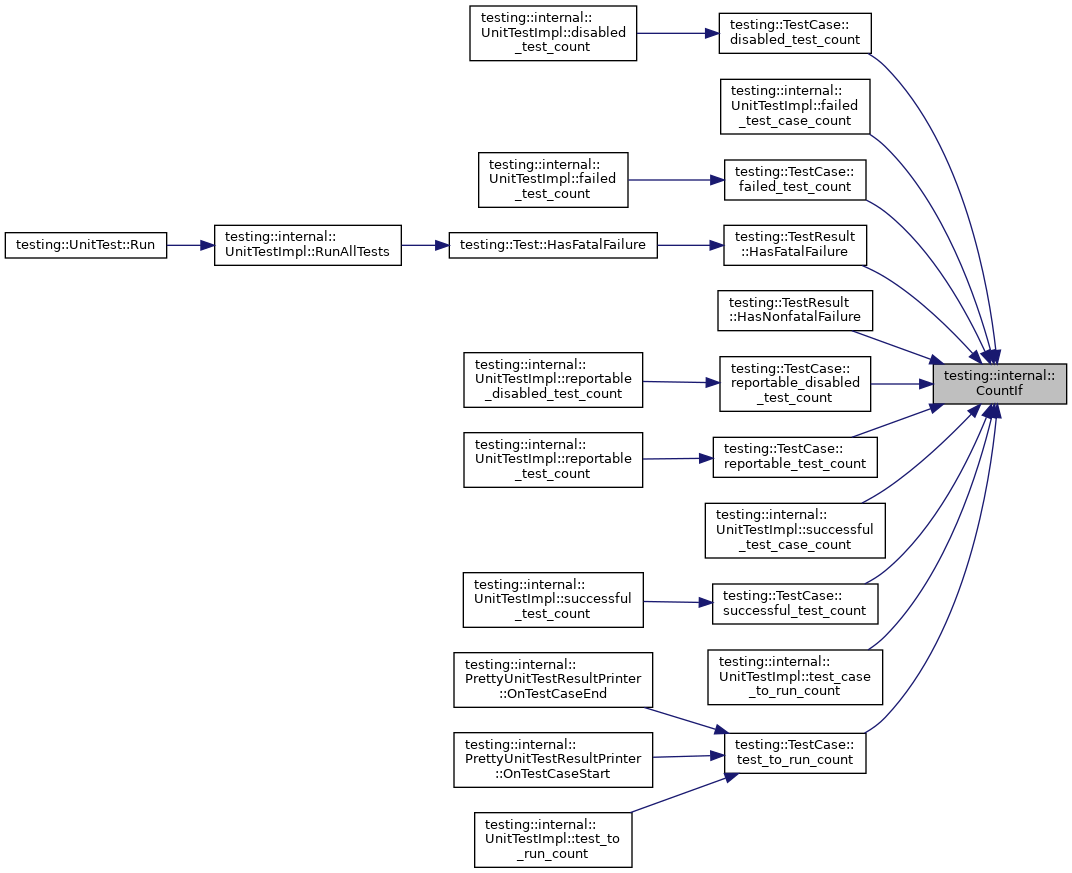 testing::internal::
UnitTestImpl::disabled
_test_count
testing::TestCase::
disabled_test_count
testing::internal::
UnitTestImpl::failed
_test_case_count
testing::internal::
UnitTestImpl::failed
_test_count
testing::TestCase::
failed_test_count
testing::UnitTest::Run
testing::internal::
UnitTestImpl::RunAllTests
testing::Test::HasFatalFailure
testing::TestResult
::HasFatalFailure
testing::TestResult
::HasNonfatalFailure
testing::internal::
UnitTestImpl::reportable
_disabled_test_count
testing::TestCase::
reportable_disabled
_test_count
testing::internal::
CountIf
testing::internal::
UnitTestImpl::reportable
_test_count
testing::TestCase::
reportable_test_count
testing::internal::
UnitTestImpl::successful
_test_case_count
testing::internal::
UnitTestImpl::successful
_test_count
testing::TestCase::
successful_test_count
testing::internal::
UnitTestImpl::test_case
_to_run_count
testing::internal::
PrettyUnitTestResultPrinter
::OnTestCaseEnd
testing::internal::
PrettyUnitTestResultPrinter
::OnTestCaseStart
testing::TestCase::
test_to_run_count
testing::internal::
UnitTestImpl::test_to
_run_count